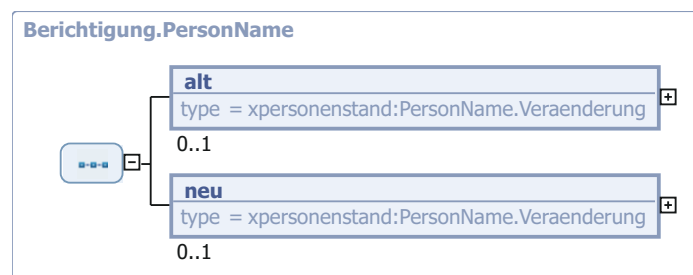 Berichtigung.PersonName
alt
type = xpersonenstand:PersonName.Veraenderung
0..1
neu
type = xpersonenstand:PersonName.Veraenderung
0..1